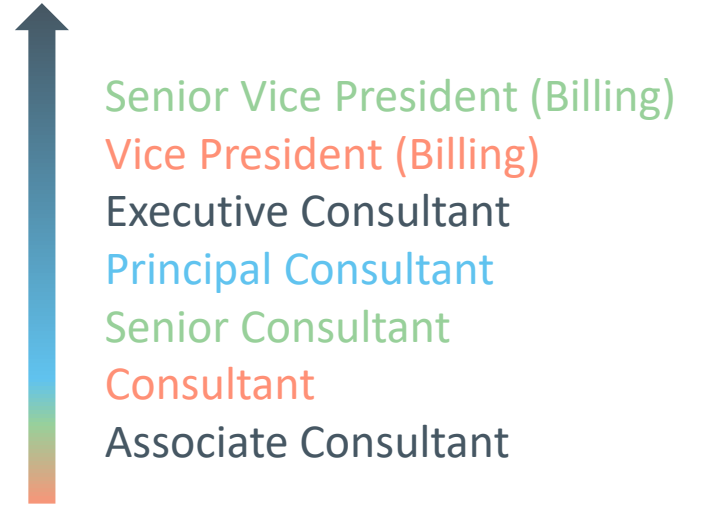 Senior Vice President (Billing)
Vice President (Billing)
Executive Consultant
Principal Consultant
Senior Consultant
Consultant
Associate Consultant